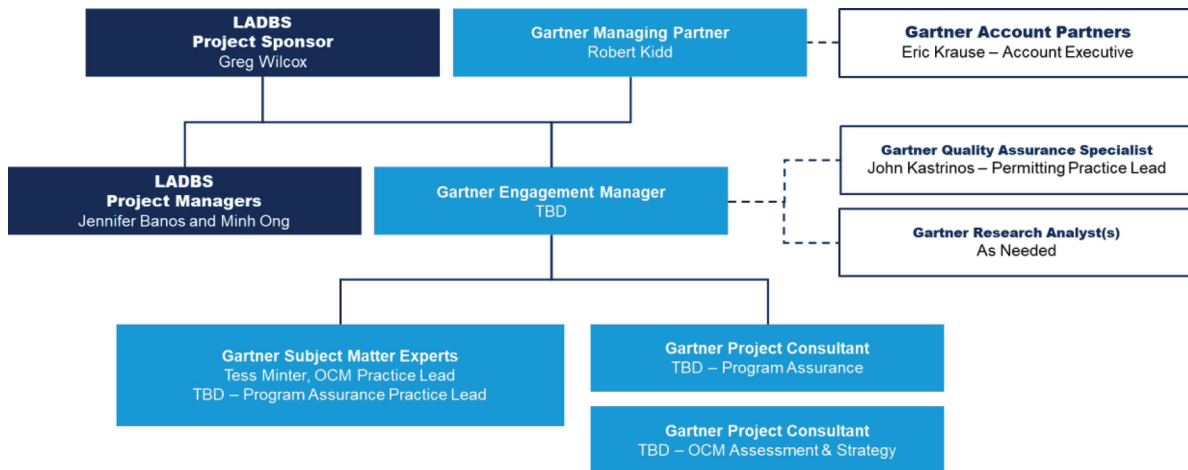 LADBS
Project Sponsor
Greg Wilcox
Gartner Managing Partner
Robert Kidd
Gartner Account Partners
Eric Krause – Account Executive
LADBS
Project Managers
Jennifer Banos and Minh Ong
Gartner Engagement Manager
TBD
Gartner Quality Assurance Specialist
John Kastrinos – Permitting Practice Lead
Gartner Research Analyst(s)
As Needed
Gartner Subject Matter Experts
Tess Minter, OCM Practice Lead
TBD – Program Assurance Practice Lead
Gartner Project Consultant
TBD – Program Assurance
Gartner Project Consultant
TBD – OCM Assessment & Strategy